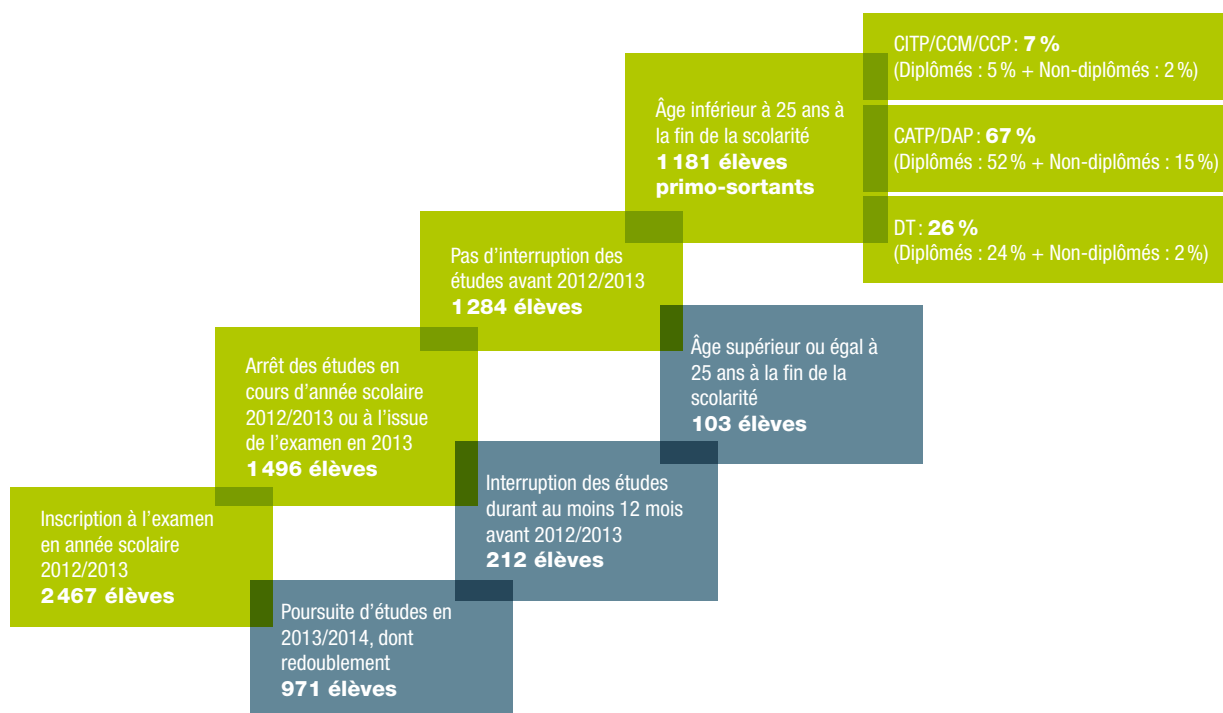 Inscription à l'examen
en année scolaire
2012/2013
2 467 élèves
Poursuite d'études en
2013/2014, dont
redoublement
971 élèves
Arrêt des études en
cours d'année scolaire
2012/2013 ou à l'issue
de l'examen en 2013
1 496 élèves
Interruption des études
durant au moins 12 mois
avant 2012/2013
212 élèves
Pas d'interruption des
études avant 2012/2013
1 284 élèves
Âge supérieur ou égal à
25 ans à la fin de la
scolarité
103 élèves
Âge inférieur à 25 ans à
la fin de la scolarité
1 181 élèves
primo-sortants
CITP/CCM/CCP : 7 %
(Diplômés : 5 % + Non-diplômés : 2 %)
CATP/DAP : 67 %
(Diplômés : 52 % + Non-diplômés : 15 %)
DT : 26 %
(Diplômés : 24 % + Non-diplômés : 2 %)